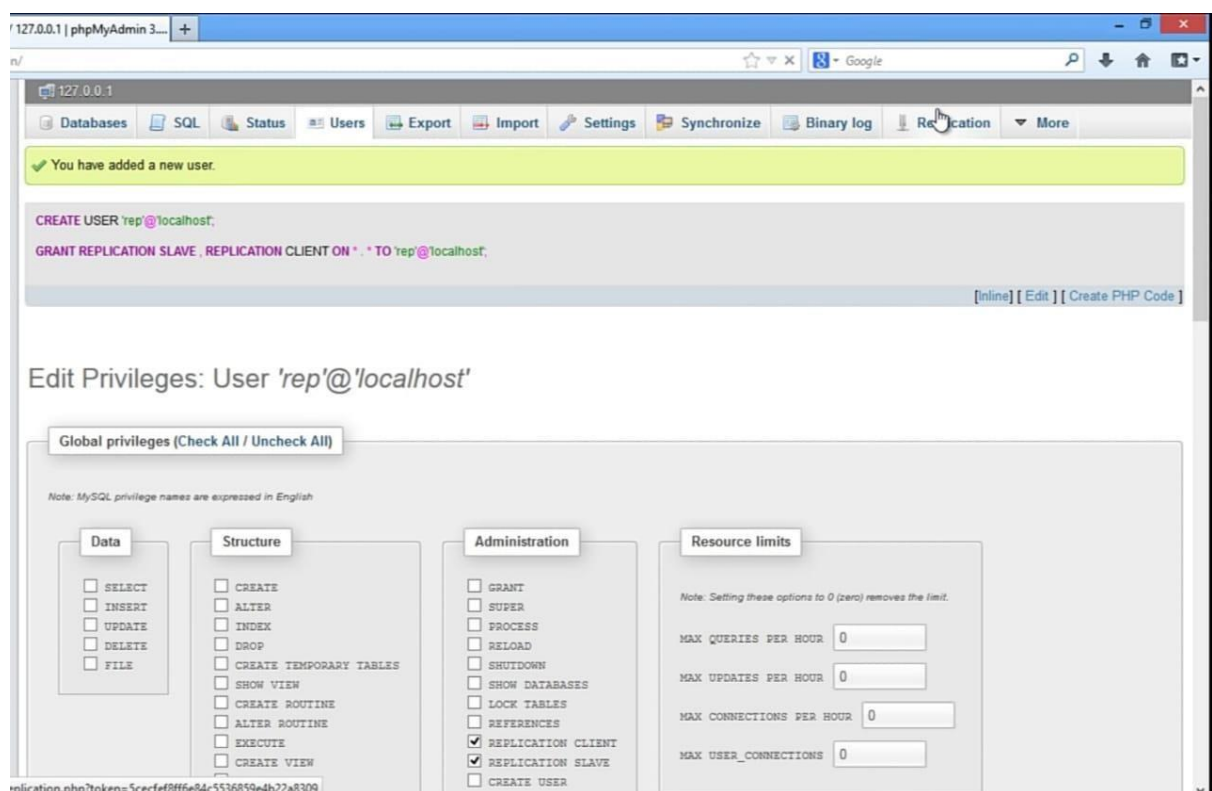 127.0.0.1 | phpMyAdmin 3.... +
n/ Google
127.0.0.1
Databases SQL Status Users Export Import Settings Synchronize Binary log Replication More
You have added a new user.
CREATE USER 'rep'@'localhost';
GRANT REPLICATION SLAVE , REPLICATION CLIENT ON * . * TO 'rep'@'localhost';
[Inline] [ Edit ] [ Create PHP Code ]
Edit Privileges: User 'rep'@'localhost'
Global privileges (Check All / Uncheck All)
Note: MySQL privilege names are expressed in English
Data
SELECT
INSERT
UPDATE
DELETE
FILE
Structure
CREATE
ALTER
INDEX
DROP
CREATE TEMPORARY TABLES
SHOW VIEW
CREATE ROUTINE
ALTER ROUTINE
EXECUTE
CREATE VIEW
Administration
GRANT
SUPER
PROCESS
RELOAD
SHUTDOWN
SHOW DATABASES
LOCK TABLES
REFERENCES
REPLICATION CLIENT
REPLICATION SLAVE
CREATE USER
Resource limits
Note: Setting these options to 0 (zero) removes the limit.
MAX QUERIES PER HOUR 0
MAX UPDATES PER HOUR 0
MAX CONNECTIONS PER HOUR 0
MAX USER_CONNECTIONS 0